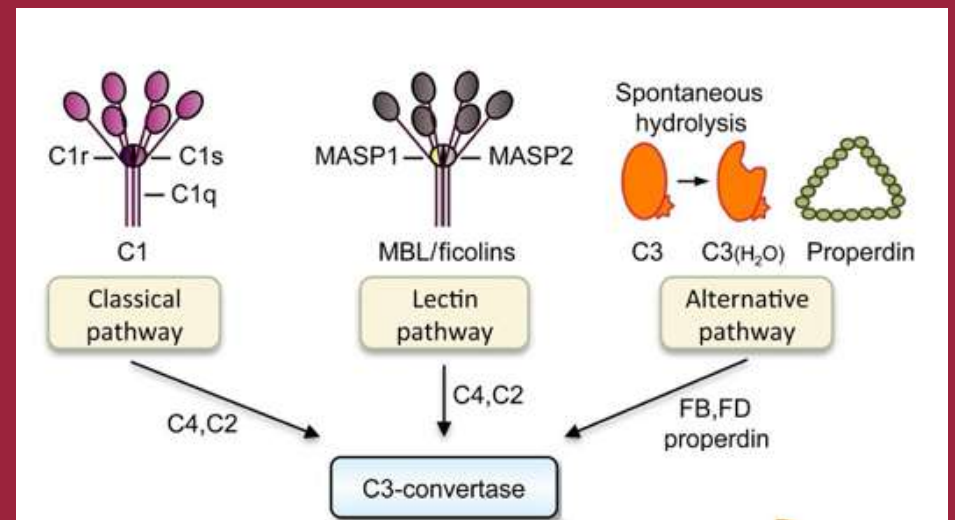 Spontaneous
hydrolysis
C1r
C1s
C1q
MASP1
MASP2
C1
MBL/ficolins
C3
C3(H₂O)
Properdin
Classical
pathway
Lectin
pathway
Alternative
pathway
C4,C2
C4,C2
FB,FD
properdin
C3-convertase